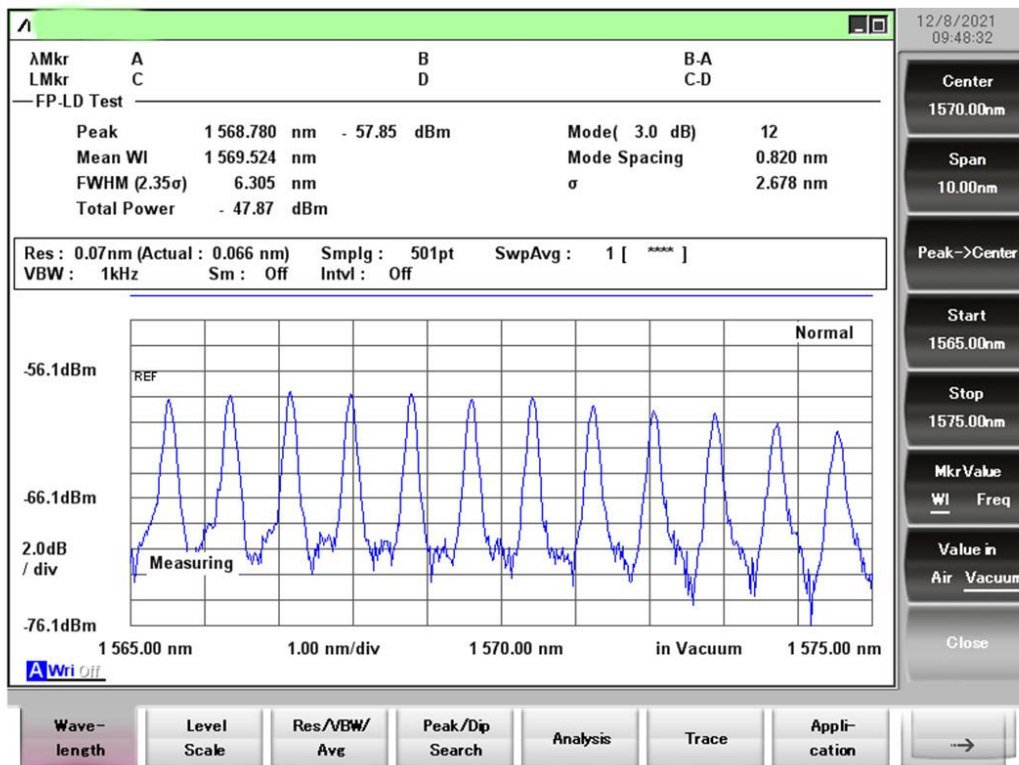 12/8/2021
09:48:32
λMkr A B B-A
LMkr C D C-D
FP-LD Test
Peak 1 568.780 nm - 57.85 dBm Mode( 3.0 dB) 12
Mean Wl 1 569.524 nm Mode Spacing 0.820 nm
FWHM (2.35σ) 6.305 nm σ 2.678 nm
Total Power - 47.87 dBm
Res : 0.07nm (Actual : 0.066 nm) Smplg : 501pt SwpAvg : 1 [ **** ]
VBW : 1kHz Sm : Off Intvl : Off
Normal
-56.1dBm
REF
-66.1dBm
2.0dB
/ div
Measuring
-76.1dBm
1 565.00 nm 1.00 nm/div 1 570.00 nm in Vacuum 1 575.00 nm
A Wri Off
Center
1570.00nm
Span
10.00nm
Peak->Center
Start
1565.00nm
Stop
1575.00nm
Mkr Value
Wl Freq
Value in
Air Vacuum
Close
Wave-
length
Level
Scale
Res/VBW/
Avg
Peak/Dip
Search
Analysis
Trace
Appli-
cation